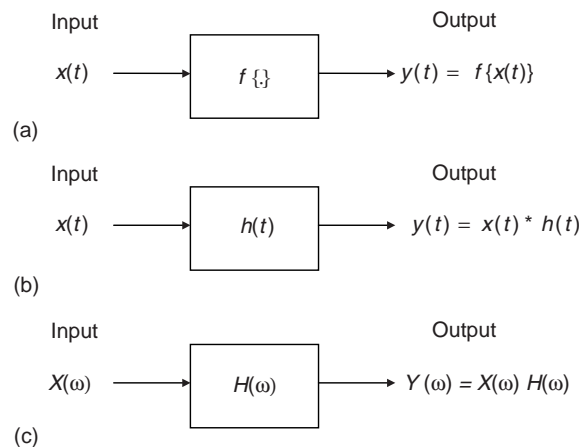 Input Output
x(t) f {.} y(t) = f{x(t)}
(a)
Input Output
x(t) h(t) y(t) = x(t) * h(t)
(b)
Input Output
X(ω) H(ω) Y (ω) = X(ω) H(ω)
(c)